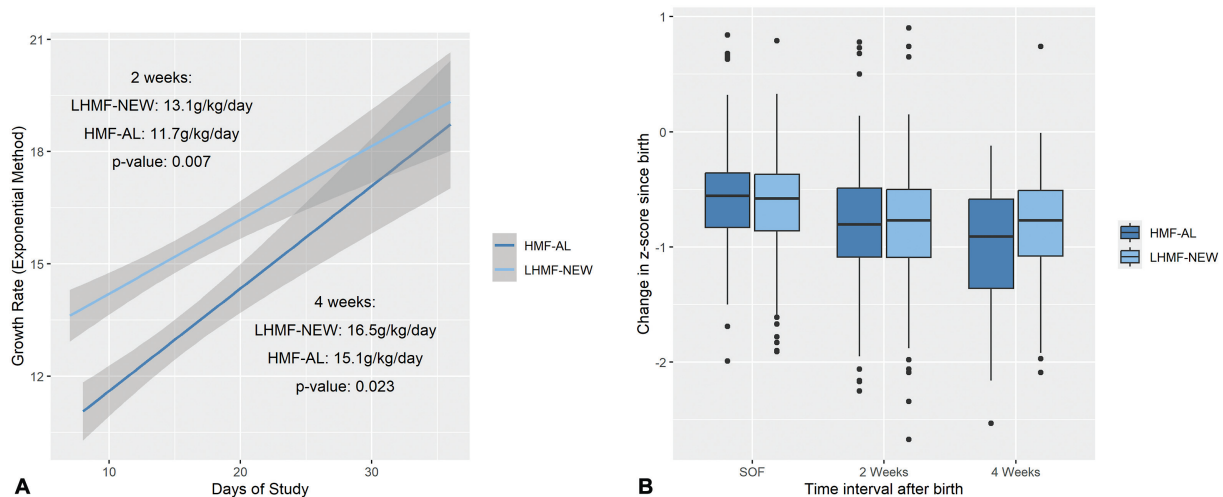 21
18
15
12
Growth Rate (Exponential Method)
2 weeks:
LHMF-NEW: 13.1g/kg/day
HMF-AL: 11.7g/kg/day
p-value: 0.007
4 weeks:
LHMF-NEW: 16.5g/kg/day
HMF-AL: 15.1g/kg/day
p-value: 0.023
10 20 30
Days of Study
HMF-AL
LHMF-NEW
A
1
0
-1
-2
Change in z-score since birth
SOF 2 Weeks 4 Weeks
Time interval after birth
HMF-AL
LHMF-NEW
B